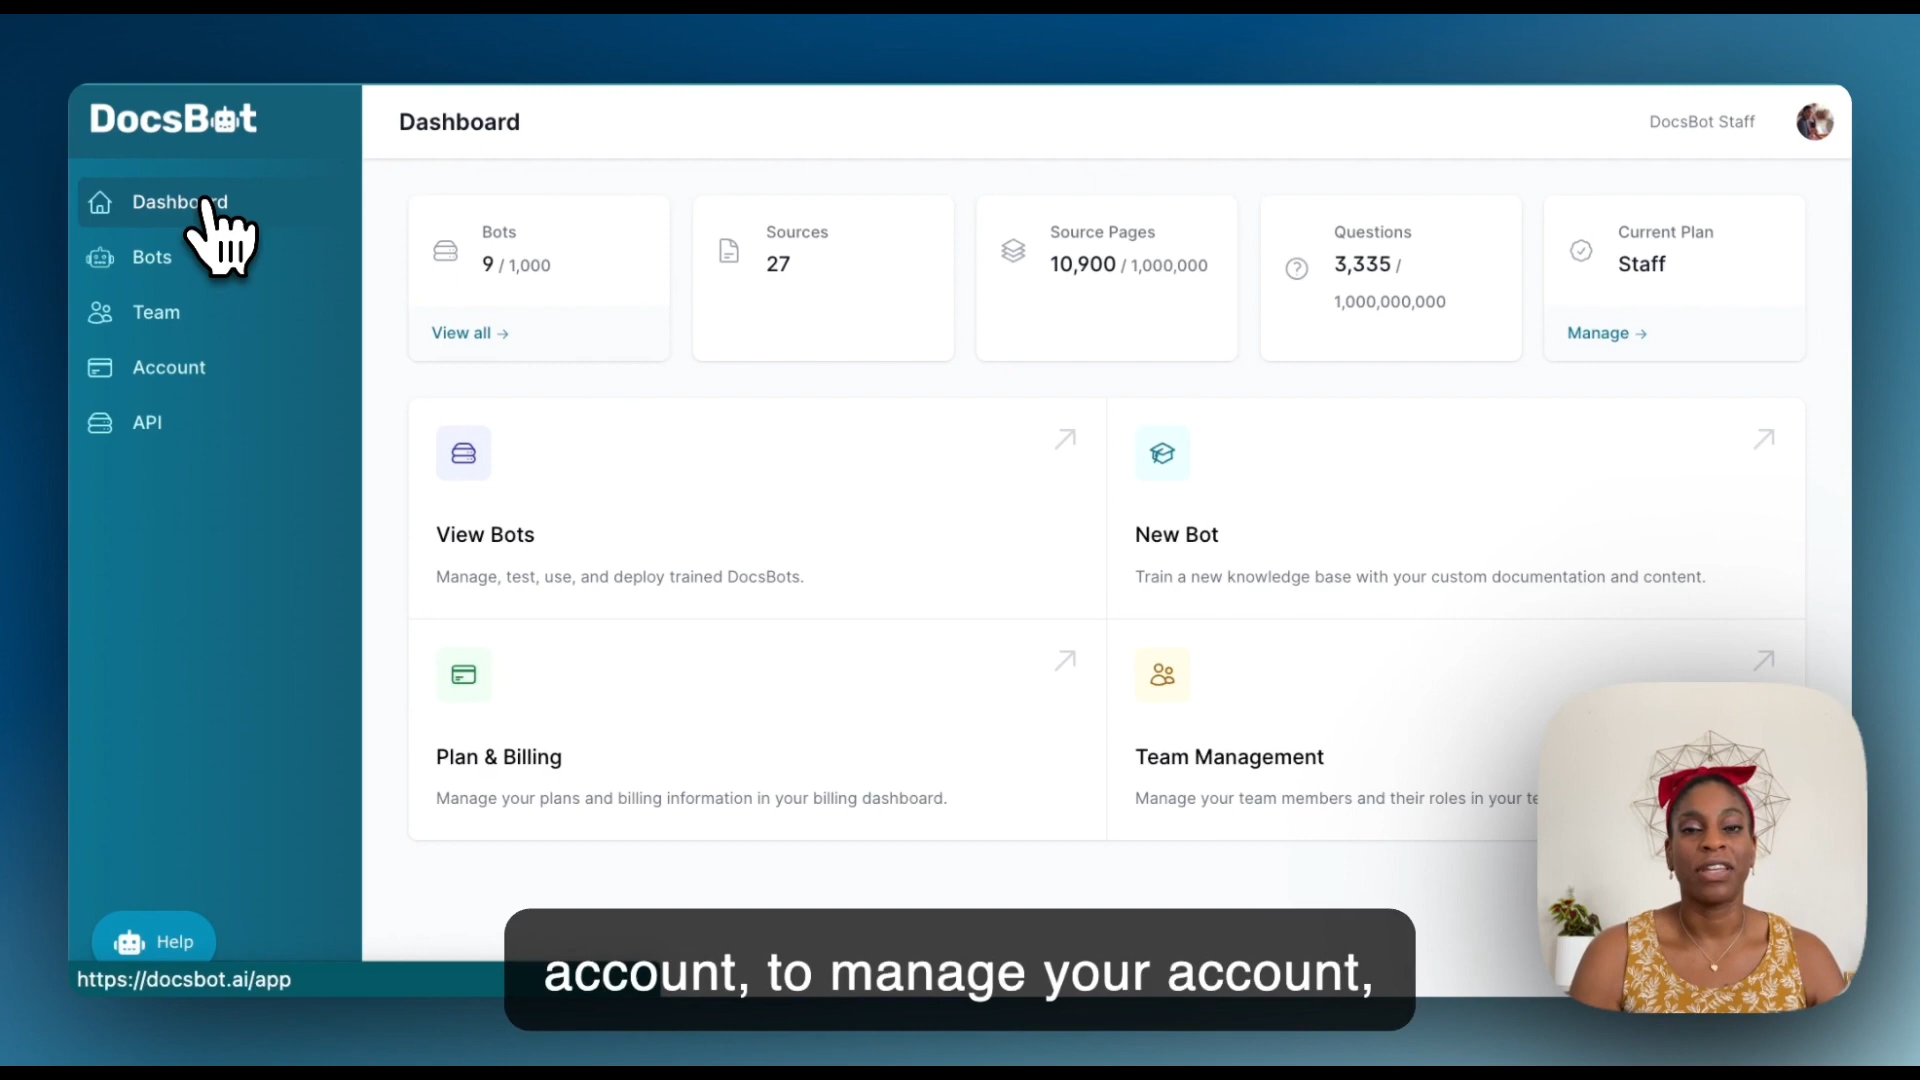 DocsBot
Dashboard
Bots
Team
Account
API
Help
https://docsbot.ai/app
Dashboard
DocsBot Staff
Bots
9 / 1,000
View all →
Sources
27
Source Pages
10,900 / 1,000,000
Questions
3,335 /
1,000,000,000
Current Plan
Staff
Manage →
View Bots
Manage, test, use, and deploy trained DocsBots.
New Bot
Train a new knowledge base with your custom documentation and content.
Plan & Billing
Manage your plans and billing information in your billing dashboard.
Team Management
Manage your team members and their roles in your
account, to manage your account,